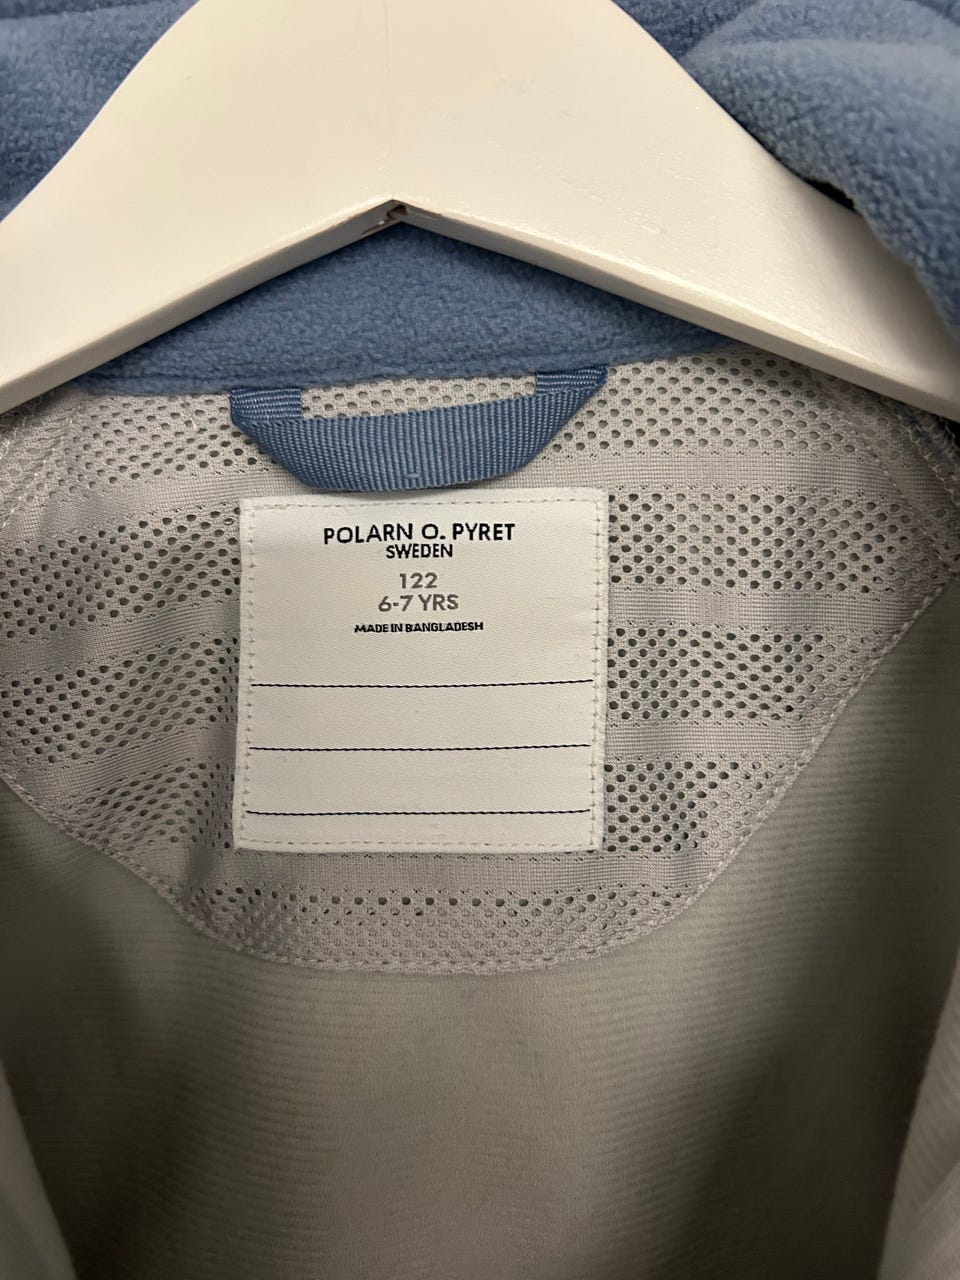 POLARN O. PYRET
SWEDEN
122
6-7 YRS
MADE IN BANGLADESH